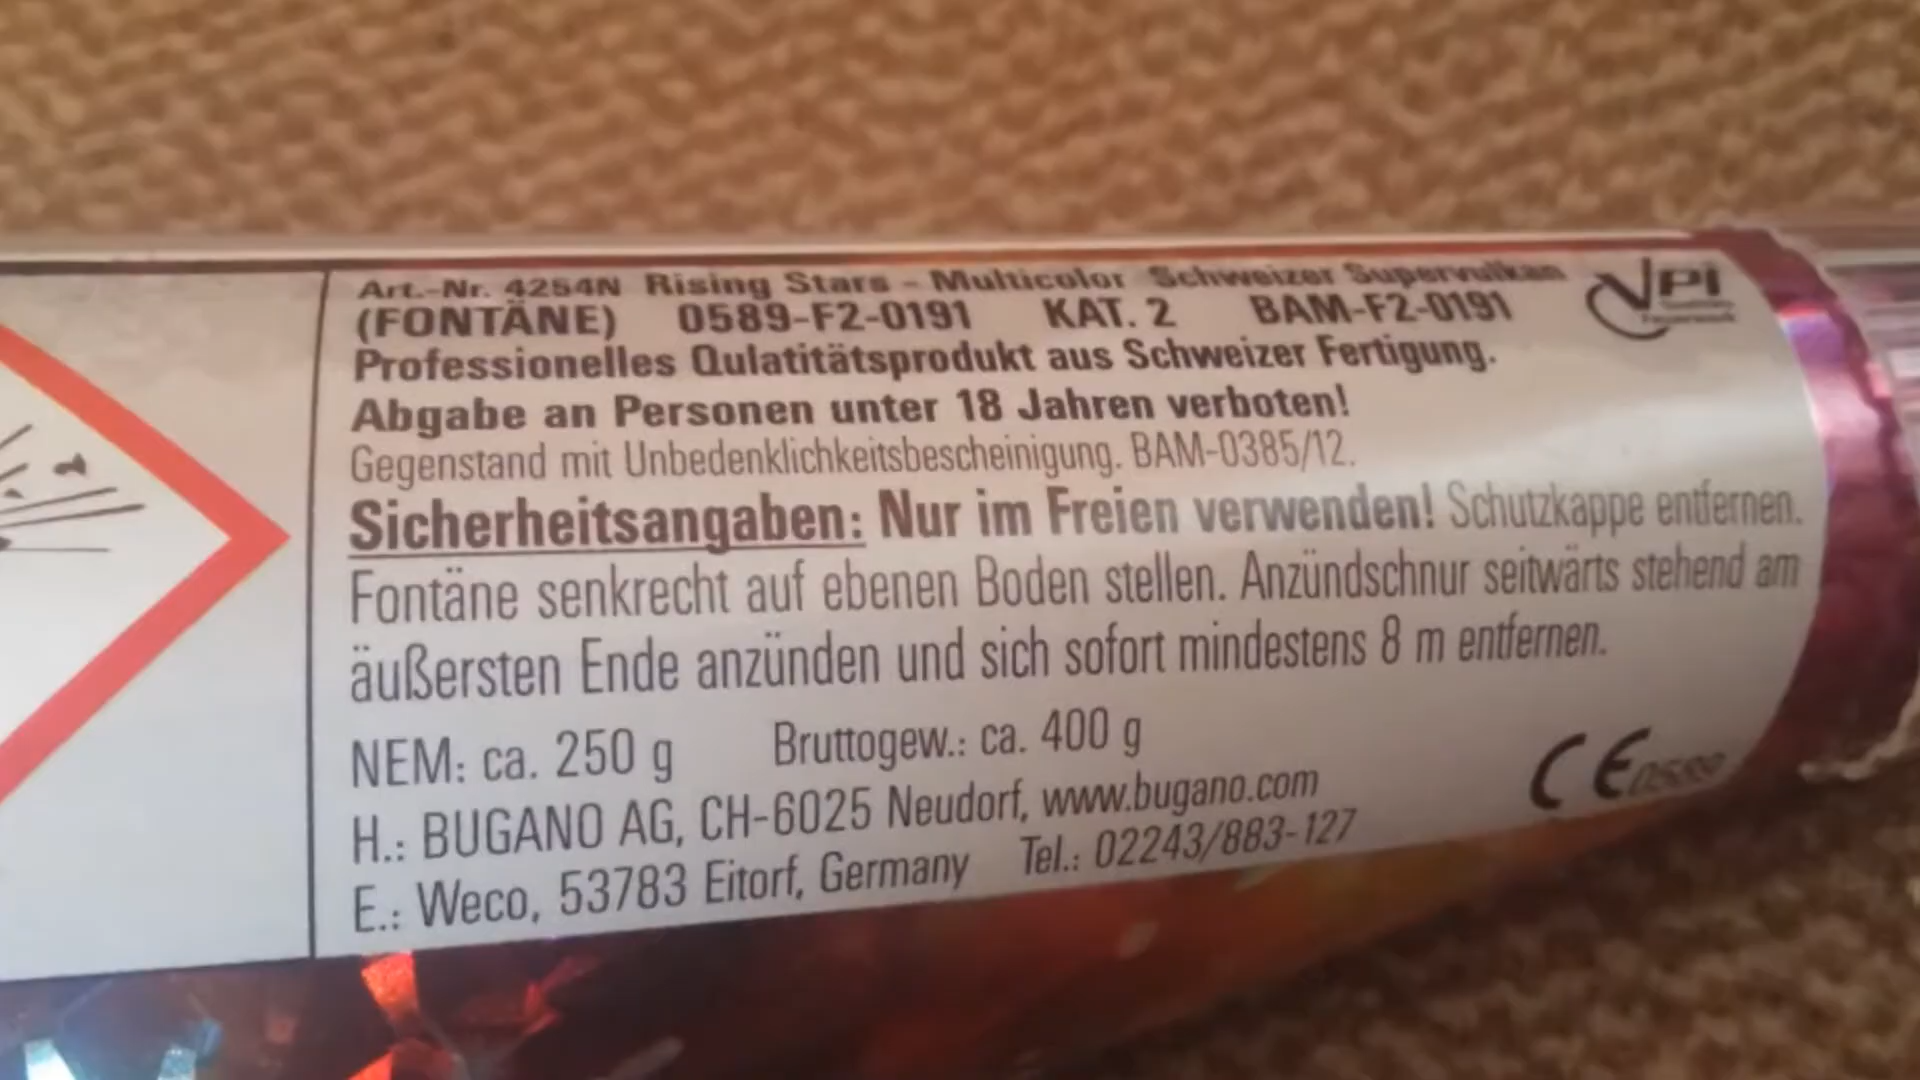 Art.-Nr. 4254N Rising Stars - Multicolor Schweizer Supervulkan
(FONTÄNE) 0589-F2-0191 KAT. 2 BAM-F2-0191
VPI
Professionelles Qulatitätsprodukt aus Schweizer Fertigung.
Abgabe an Personen unter 18 Jahren verboten!
Gegenstand mit Unbedenklichkeitsbescheinigung. BAM-0385/12.
Sicherheitsangaben: Nur im Freien verwenden! Schutzkappe entfernen.
Fontäne senkrecht auf ebenen Boden stellen. Anzündschnur seitwärts stehend am
äußersten Ende anzünden und sich sofort mindestens 8 m entfernen.
NEM: ca. 250 g Bruttogew.: ca. 400 g
H.: BUGANO AG, CH-6025 Neudorf, www.bugano.com
E.: Weco, 53783 Eitorf, Germany Tel.: 02243/883-127
CE 0589